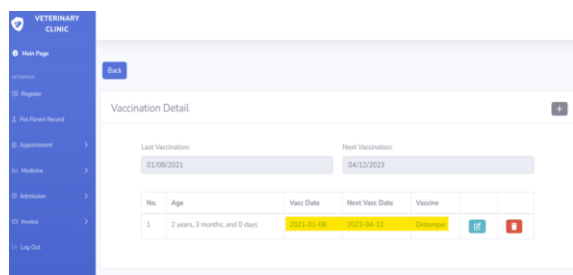 VETERINARY
CLINIC
Main Page
INTERFACE
Register
Pet Parent Record
Appointment
Medicine
Admission
Invoice
Log Out
Back
Vaccination Detail
+
Last Vaccination: Next Vaccination:
01/08/2021 04/12/2023
No. Age Vacc Date Next Vacc Date Vaccine
1 2 years, 3 months, and 0 days 2021-01-08 2023-04-12 Distemper